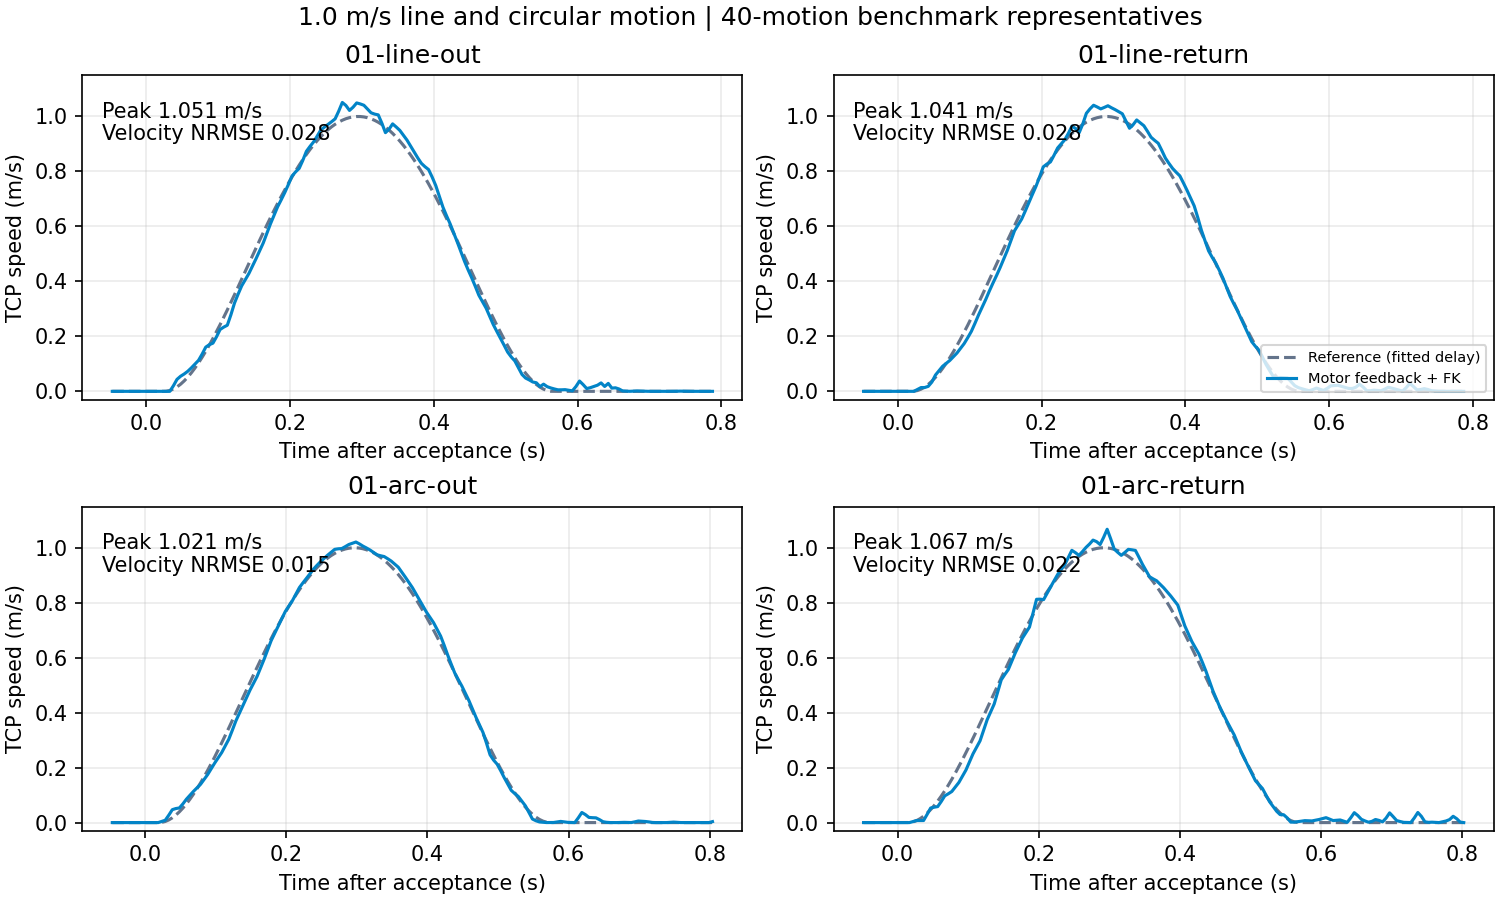 1.0 m/s line and circular motion | 40-motion benchmark representatives
01-line-out
Peak 1.051 m/s
Velocity NRMSE 0.028
TCP speed (m/s)
1.0
0.8
0.6
0.4
0.2
0.0
0.0 0.2 0.4 0.6 0.8
Time after acceptance (s)
01-line-return
Peak 1.041 m/s
Velocity NRMSE 0.028
TCP speed (m/s)
1.0
0.8
0.6
0.4
0.2
0.0
Reference (fitted delay)
Motor feedback + FK
0.0 0.2 0.4 0.6 0.8
Time after acceptance (s)
01-arc-out
Peak 1.021 m/s
Velocity NRMSE 0.015
TCP speed (m/s)
1.0
0.8
0.6
0.4
0.2
0.0
0.0 0.2 0.4 0.6 0.8
Time after acceptance (s)
01-arc-return
Peak 1.067 m/s
Velocity NRMSE 0.022
TCP speed (m/s)
1.0
0.8
0.6
0.4
0.2
0.0
0.0 0.2 0.4 0.6 0.8
Time after acceptance (s)